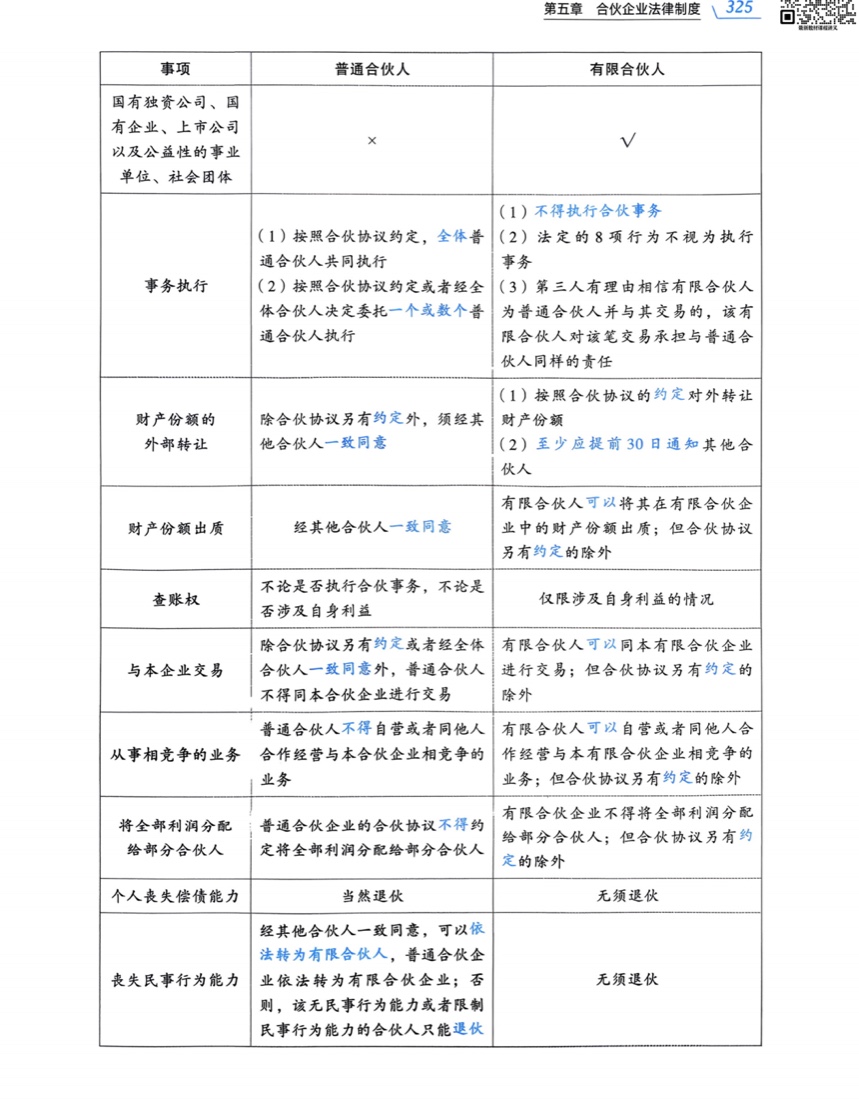 第五章 合伙企业法律制度 325
事项 普通合伙人 有限合伙人
国有独资公司、国
有企业、上市公司
以及公益性的事业
单位、社会团体
×
√
事务执行
（1）按照合伙协议约定，全体普
通合伙人共同执行
（2）按照合伙协议约定或者经全
体合伙人决定委托一个或数个普
通合伙人执行
（1）不得执行合伙事务
（2）法定的8项行为不视为执行
事务
（3）第三人有理由相信有限合伙人
为普通合伙人并与其交易的，该有
限合伙人对该笔交易承担与普通合
伙人同样的责任
财产份额的
外部转让
除合伙协议另有约定外，须经其
他合伙人一致同意
（1）按照合伙协议的约定对外转让
财产份额
（2）至少应提前30日通知其他合
伙人
财产份额出质
经其他合伙人一致同意
有限合伙人可以将其在有限合伙企
业中的财产份额出质；但合伙协议
另有约定的除外
查账权
不论是否执行合伙事务，不论是
否涉及自身利益
仅限涉及自身利益的情况
与本企业交易
除合伙协议另有约定或者经全体
合伙人一致同意外，普通合伙人
不得同本合伙企业进行交易
有限合伙人可以同本有限合伙企业
进行交易；但合伙协议另有约定的
除外
从事相竞争的业务
普通合伙人不得自营或者同他人
合作经营与本合伙企业相竞争的
业务
有限合伙人可以自营或者同他人合
作经营与本有限合伙企业相竞争的
业务；但合伙协议另有约定的除外
将全部利润分配
给部分合伙人
普通合伙企业的合伙协议不得约
定将全部利润分配给部分合伙人
有限合伙企业不得将全部利润分配
给部分合伙人；但合伙协议另有约
定的除外
个人丧失偿债能力
当然退伙
无须退伙
丧失民事行为能力
经其他合伙人一致同意，可以依
法转为有限合伙人，普通合伙企
业依法转为有限合伙企业；否
则，该无民事行为能力或者限制
民事行为能力的合伙人只能退伙
无须退伙